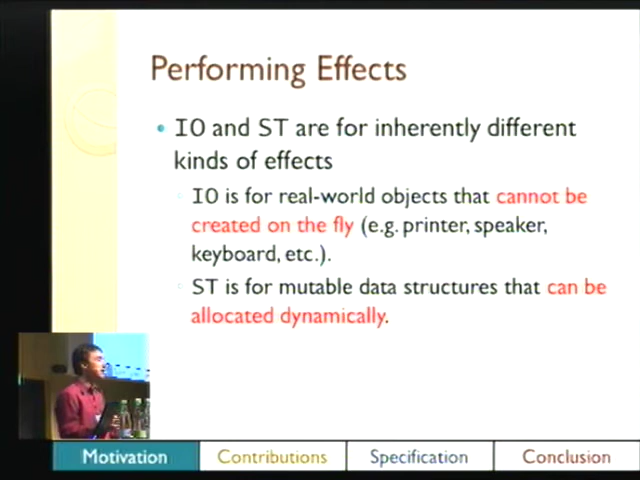 Performing Effects
• IO and ST are for inherently different
kinds of effects
◦ IO is for real-world objects that cannot be
created on the fly (e.g. printer, speaker,
keyboard, etc.).
◦ ST is for mutable data structures that can be
allocated dynamically.
Motivation Contributions Specification Conclusion